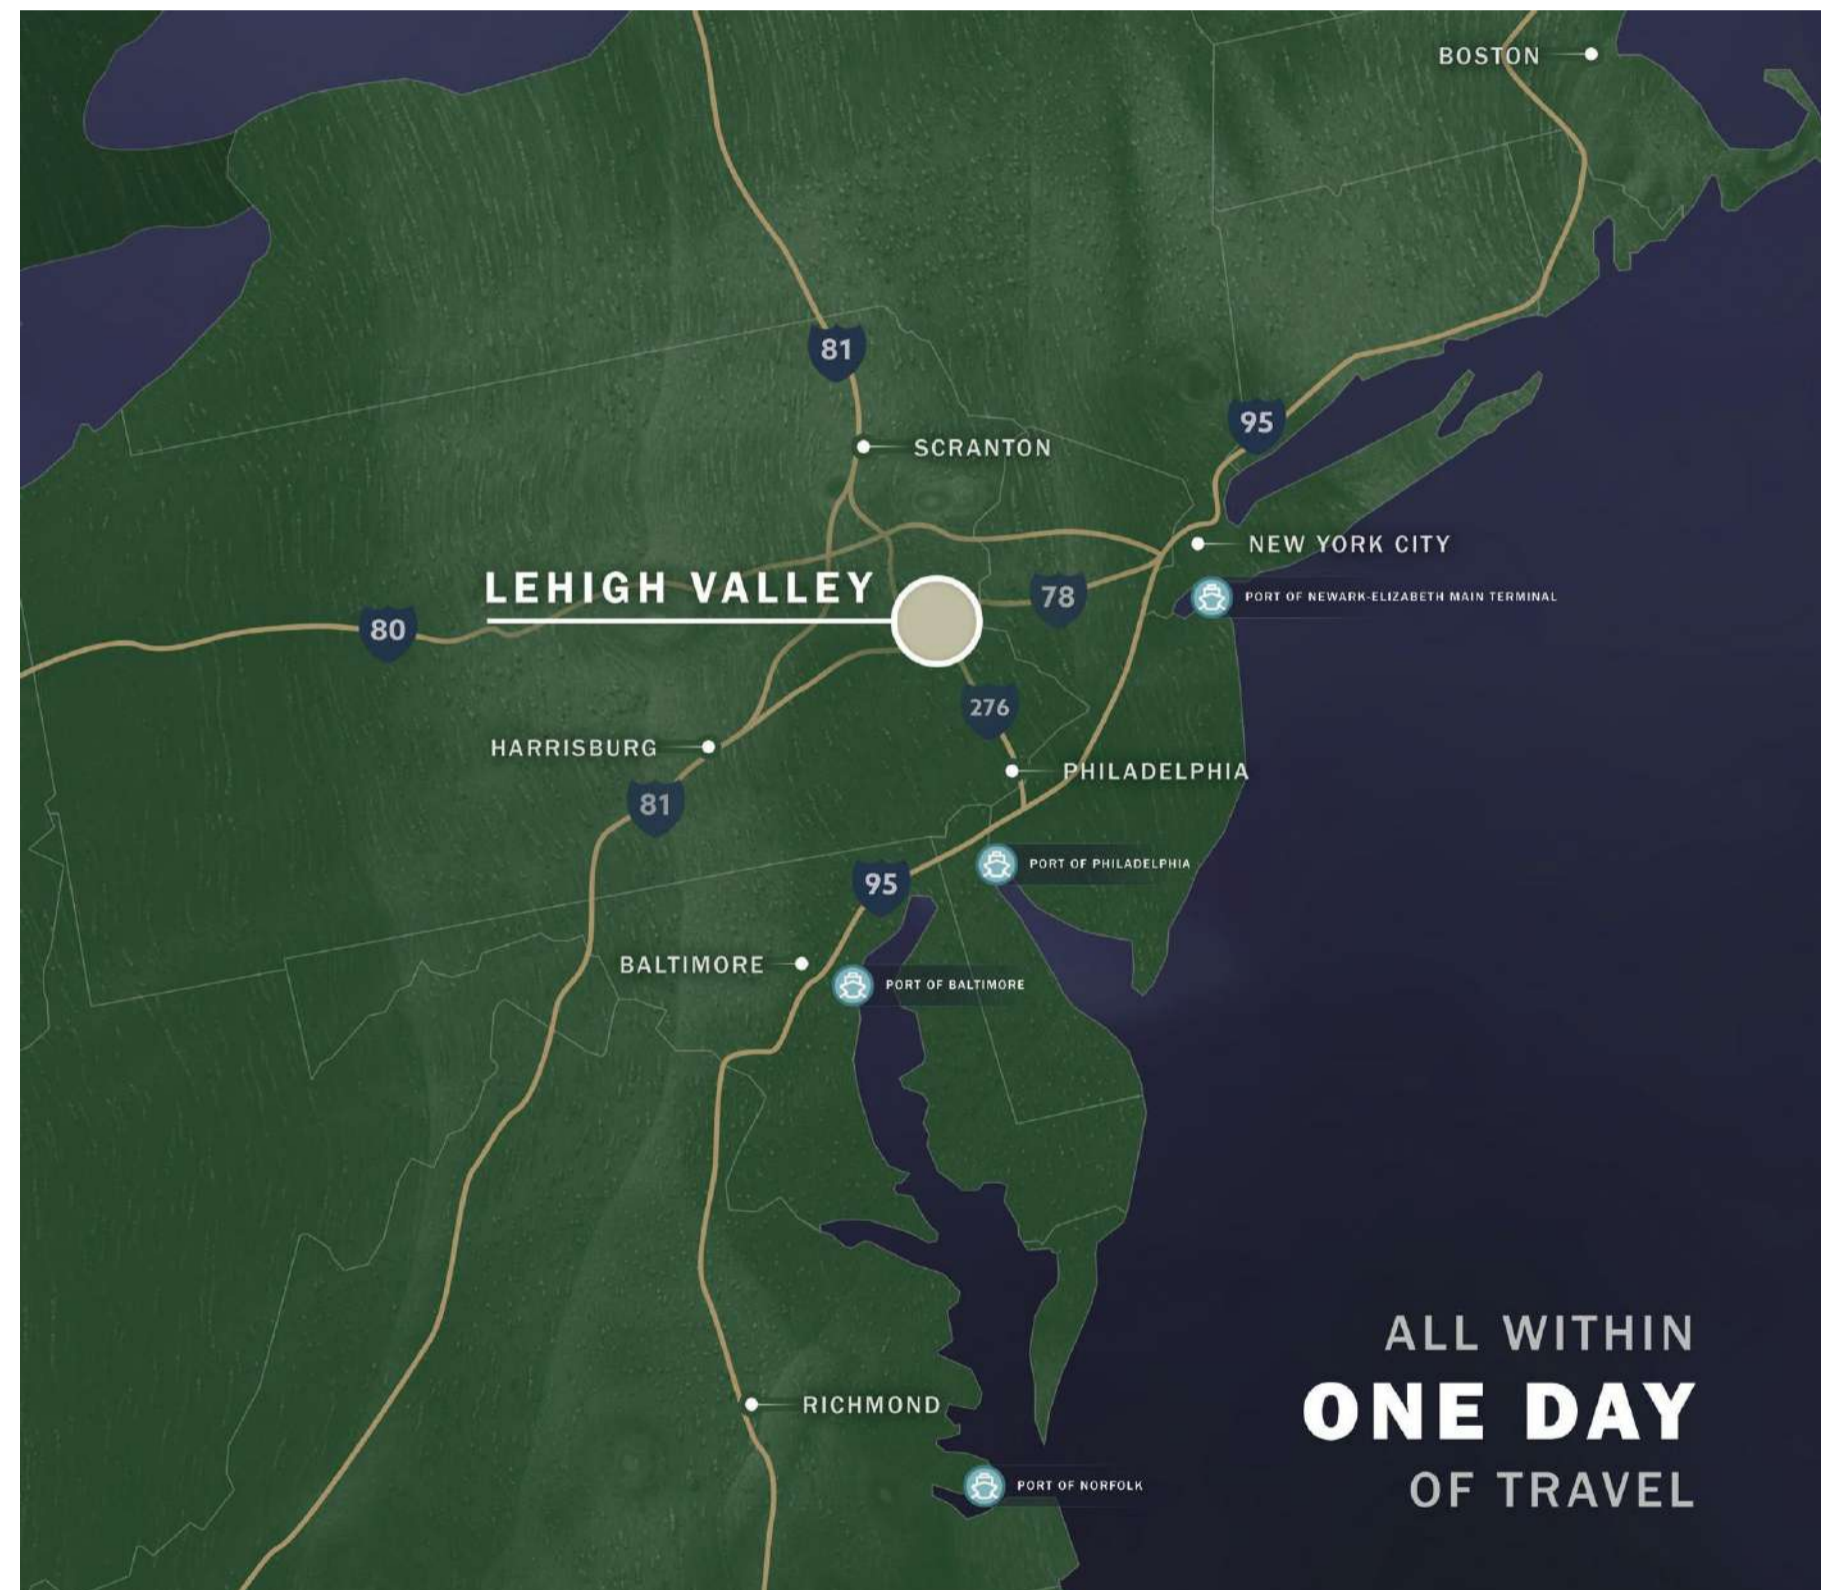 BOSTON
81
95
SCRANTON
NEW YORK CITY
LEHIGH VALLEY
78
PORT OF NEWARK-ELIZABETH MAIN TERMINAL
80
276
HARRISBURG
PHILADELPHIA
81
PORT OF PHILADELPHIA
95
BALTIMORE
PORT OF BALTIMORE
ALL WITHIN
ONE DAY
RICHMOND
PORT OF NORFOLK
OF TRAVEL